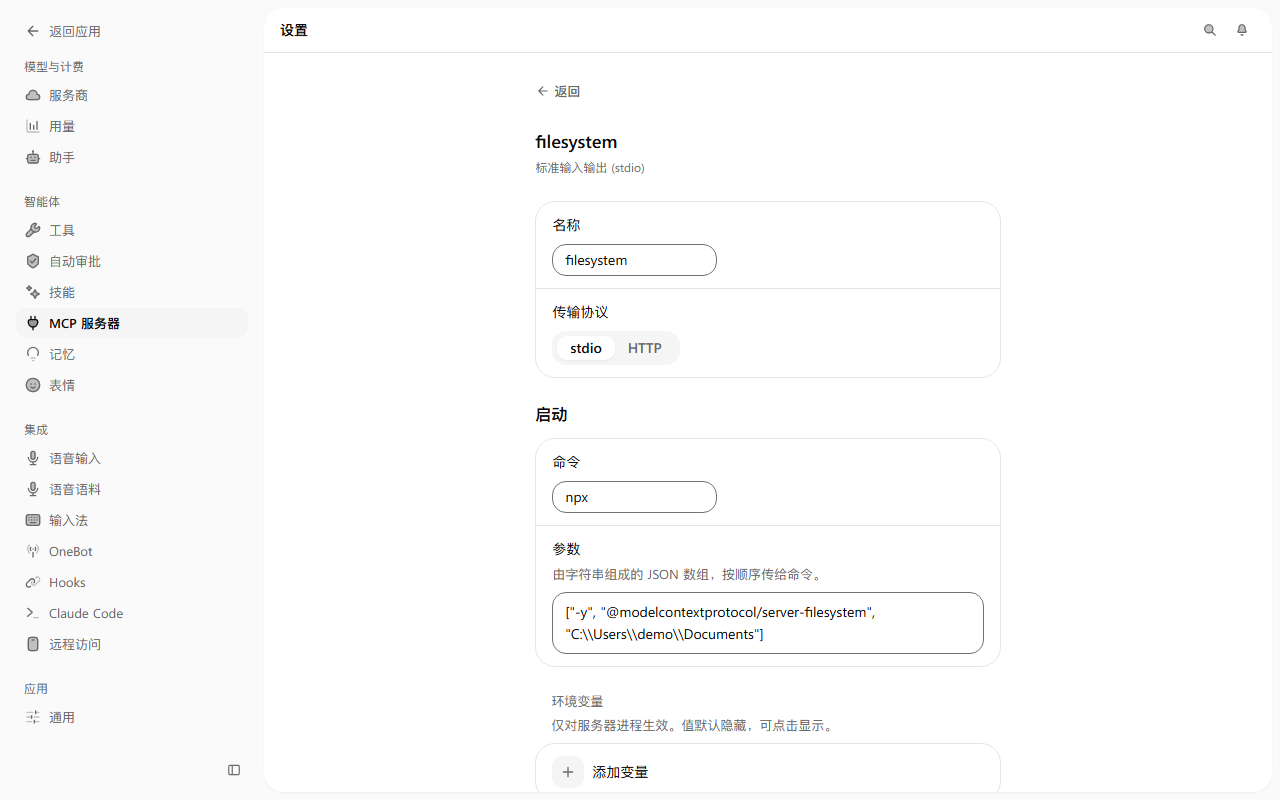 返回应用
模型与计费
服务商
用量
助手
智能体
工具
自动审批
技能
MCP 服务器
记忆
表情
集成
语音输入
语音语料
输入法
OneBot
Hooks
Claude Code
远程访问
应用
通用
设置
返回
filesystem
标准输入输出 (stdio)
名称
filesystem
传输协议
stdio
HTTP
启动
命令
npx
参数
由字符串组成的 JSON 数组，按顺序传给命令。
["-y", "@modelcontextprotocol/server-filesystem",
"C:\\Users\\demo\\Documents"]
环境变量
仅对服务器进程生效。值默认隐藏，可点击显示。
添加变量